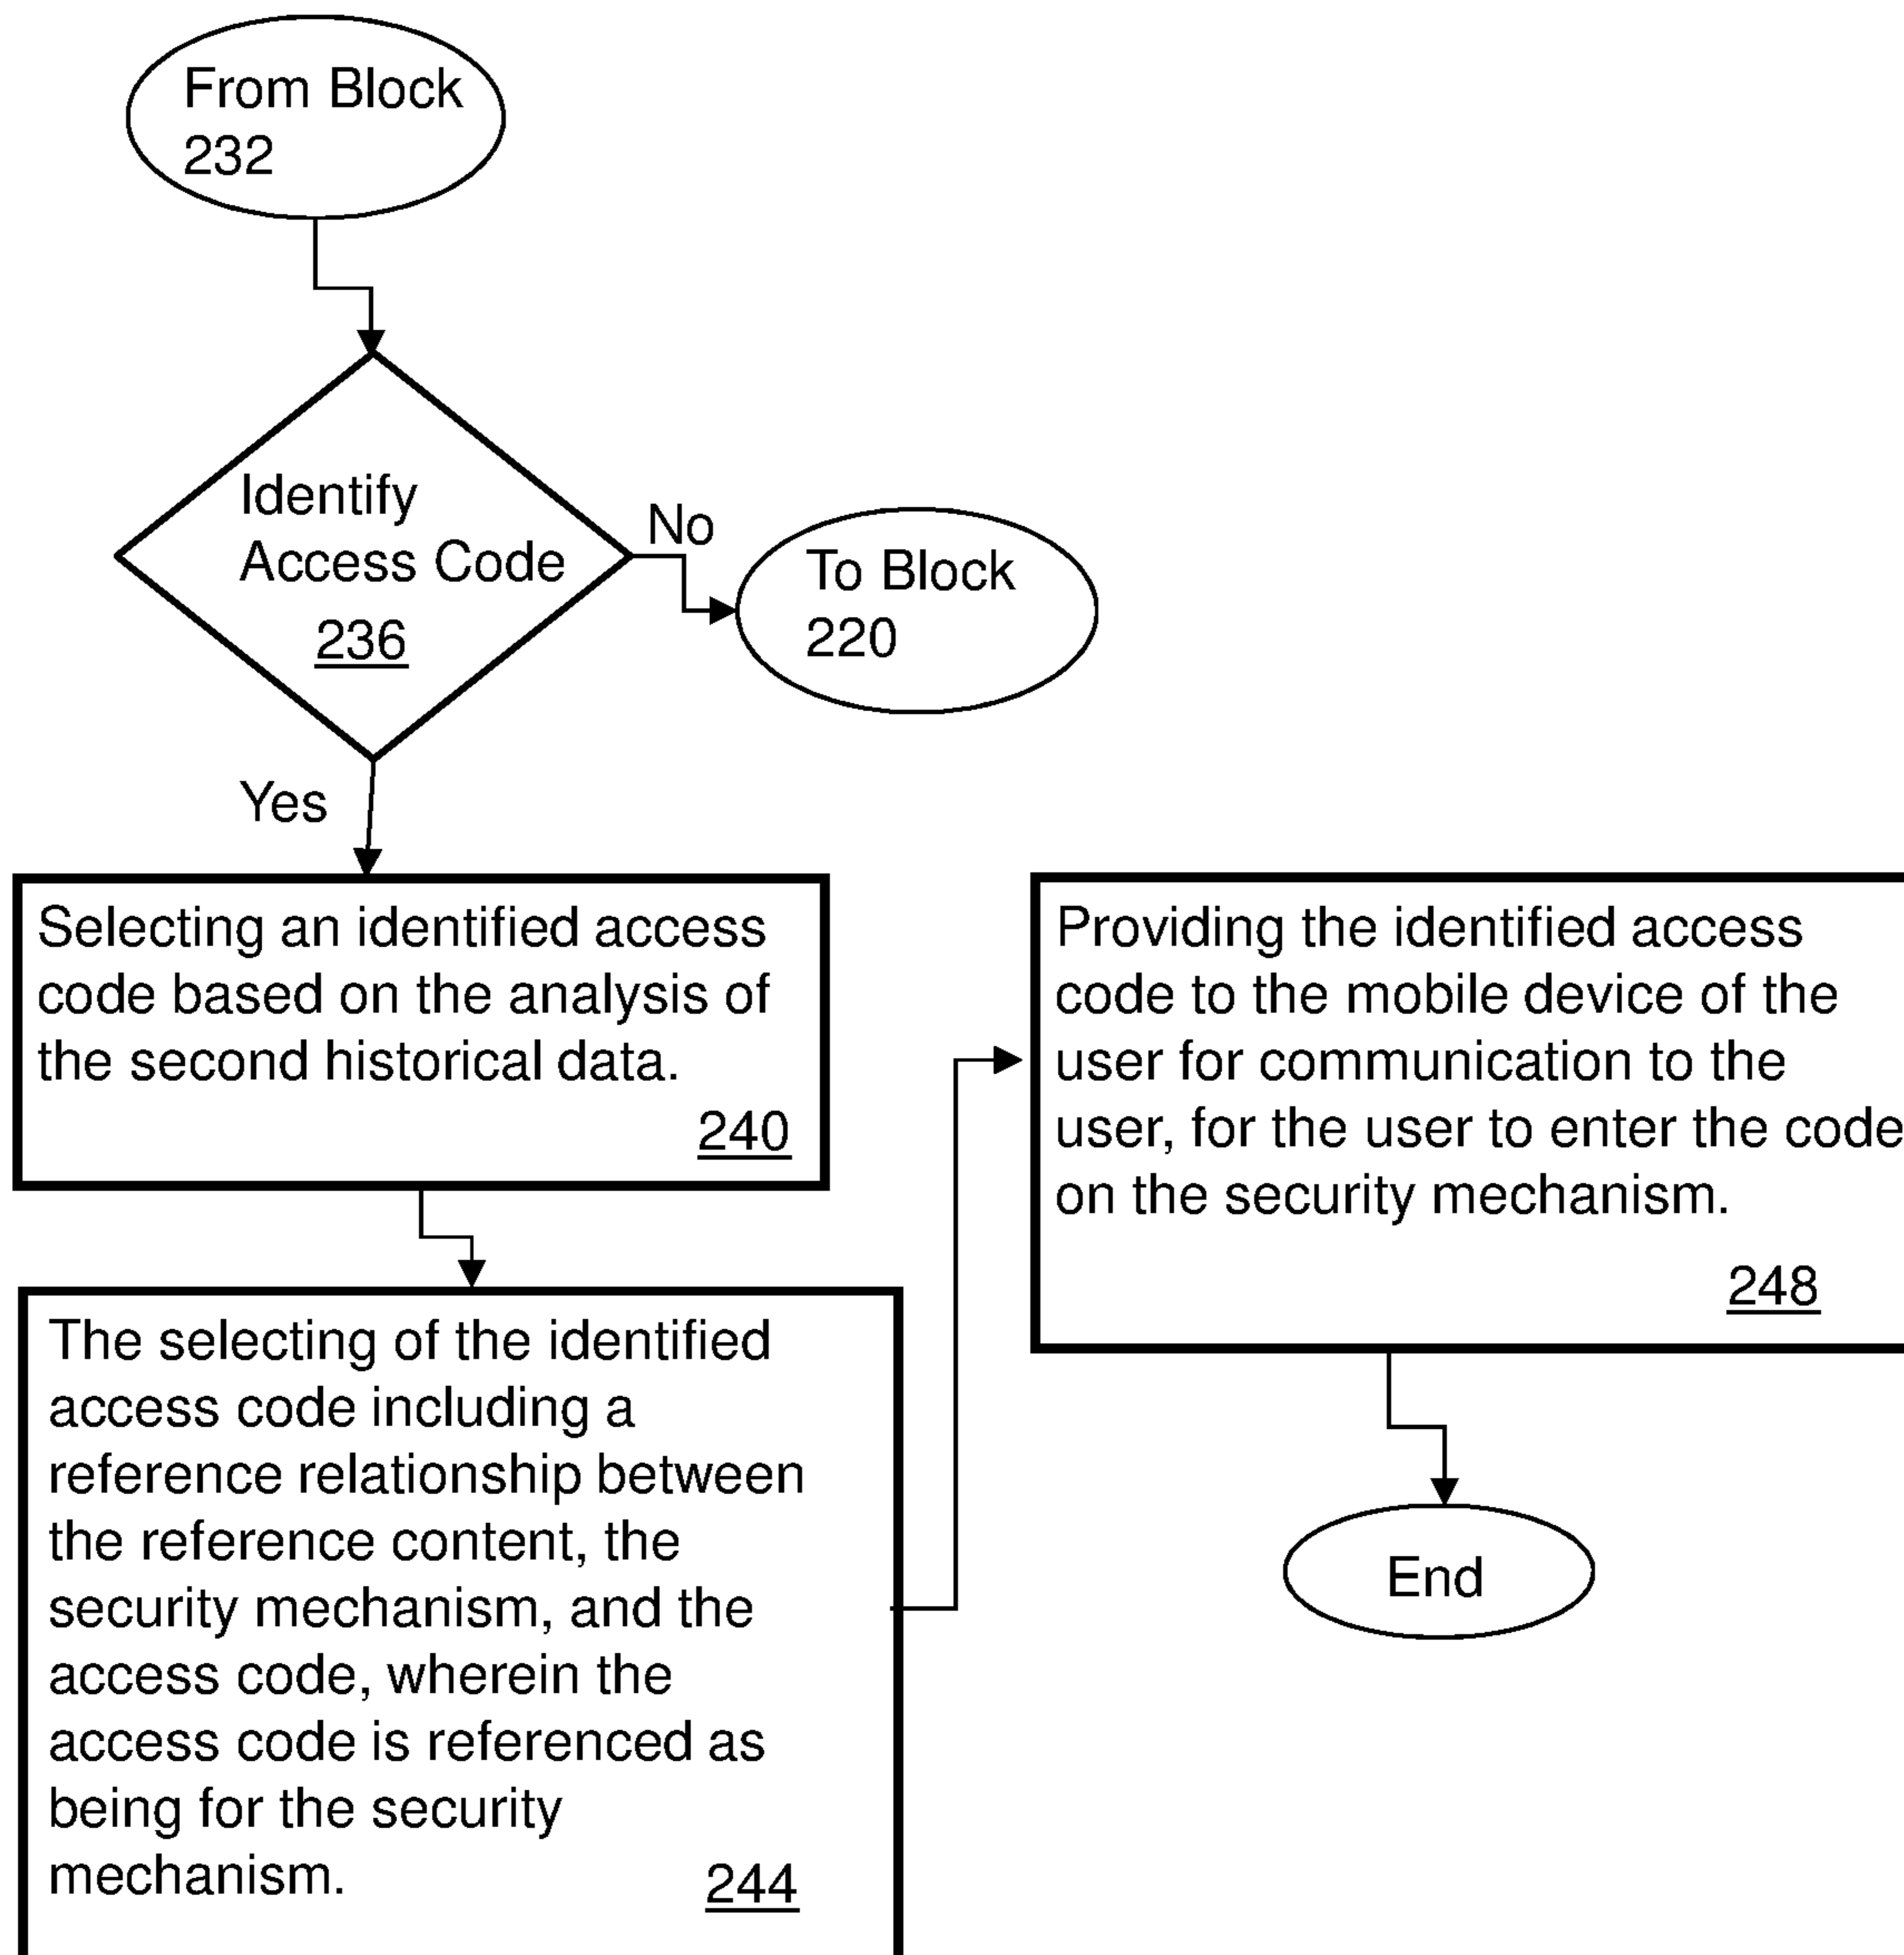 From Block
232
Identify
Access Code
236
No
To Block
220
Yes
Selecting an identified access
code based on the analysis of
the second historical data.
240
The selecting of the identified
access code including a
reference relationship between
the reference content, the
security mechanism, and the
access code, wherein the
access code is referenced as
being for the security
mechanism.
244
Providing the identified access
code to the mobile device of the
user for communication to the
user, for the user to enter the code
on the security mechanism.
248
End